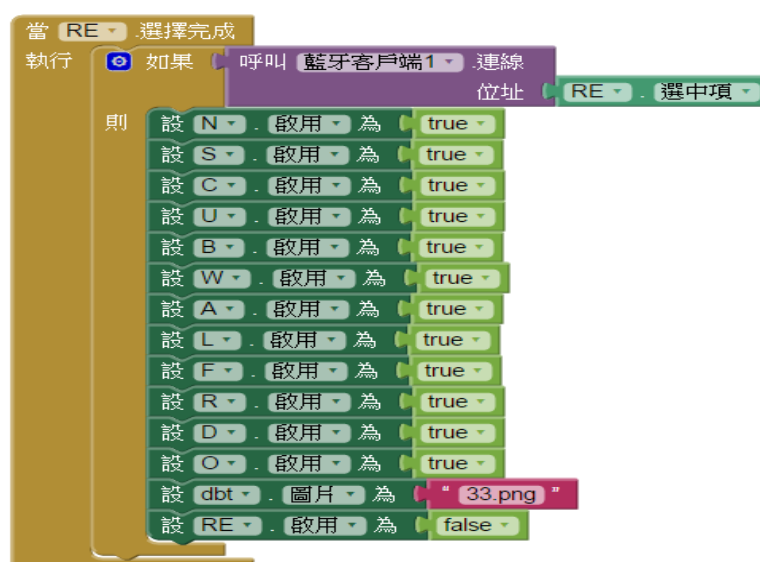 當 RE .選擇完成
執行 如果 呼叫 藍牙客戶端1 .連線
位址 RE . 選中項
則 設 N . 啟用 為 true
設 S . 啟用 為 true
設 C . 啟用 為 true
設 U . 啟用 為 true
設 B . 啟用 為 true
設 W . 啟用 為 true
設 A . 啟用 為 true
設 L . 啟用 為 true
設 F . 啟用 為 true
設 R . 啟用 為 true
設 D . 啟用 為 true
設 O . 啟用 為 true
設 dbt . 圖片 為 " 33.png "
設 RE . 啟用 為 false